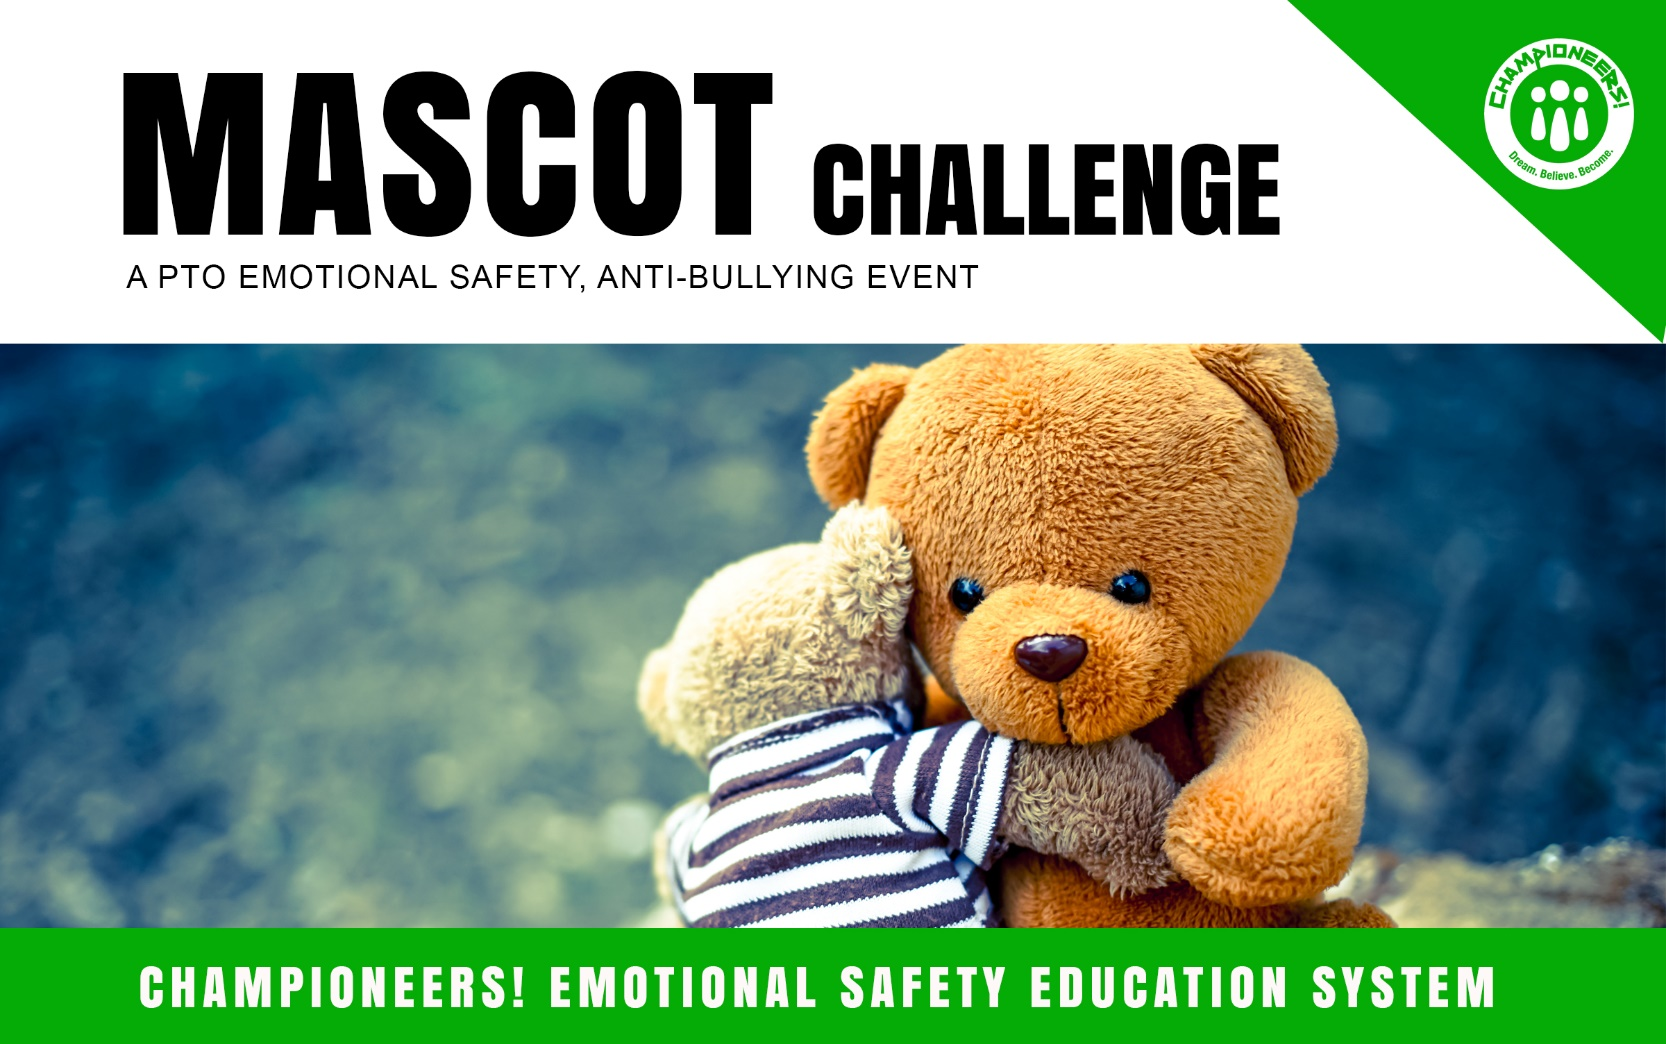 MASCOT CHALLENGE
A PTO EMOTIONAL SAFETY, ANTI-BULLYING EVENT
CHAMPIONEERS!
Dream. Believe. Become.
CHAMPIONEERS! EMOTIONAL SAFETY EDUCATION SYSTEM